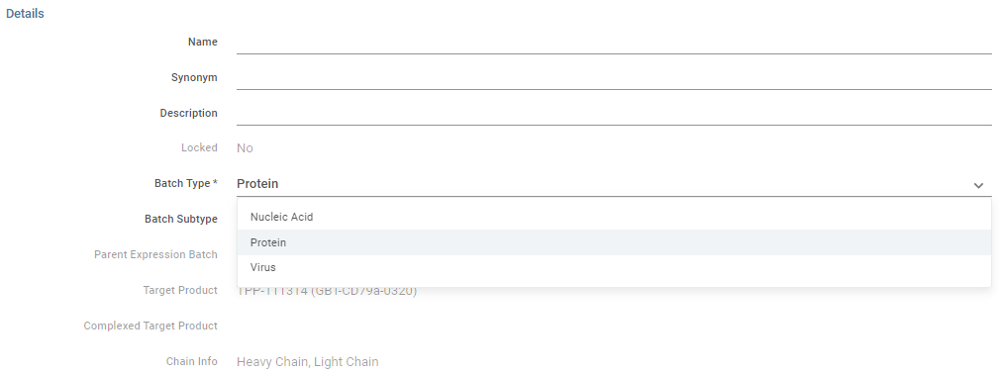 Details
Name
Synonym
Description
Locked No
Batch Type * Protein
Batch Subtype
Nucleic Acid
Protein
Virus
Parent Expression Batch
Target Product TPP-111314 (GB1-CD79a-0320)
Complexed Target Product
Chain Info Heavy Chain, Light Chain